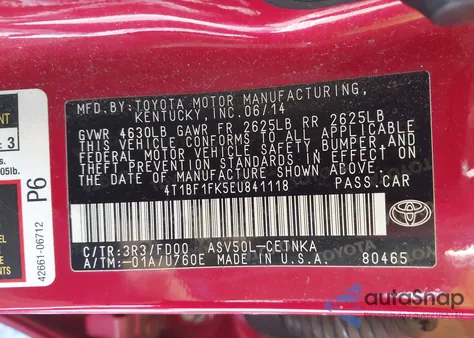 MFD.BY:TOYOTA MOTOR MANUFACTURING,
KENTUCKY, INC. 06/14
GVWR 4630LB GAWR FR 2625LB RR 2625LB
THIS VEHICLE CONFORMS TO ALL APPLICABLE
FEDERAL MOTOR VEHICLE SAFETY, BUMPER, AND
THEFT PREVENTION STANDARDS IN EFFECT ON
THE DATE OF MANUFACTURE SHOWN ABOVE.
4T1BF1FK5EU841118 PASS.CAR
TOYOTA
C/TR:3R3/FD00 ASV50L-CETNKA
A/TM:-01A/U760E MADE IN U.S.A. 80465
3
P6
42661-06712
autoSnap